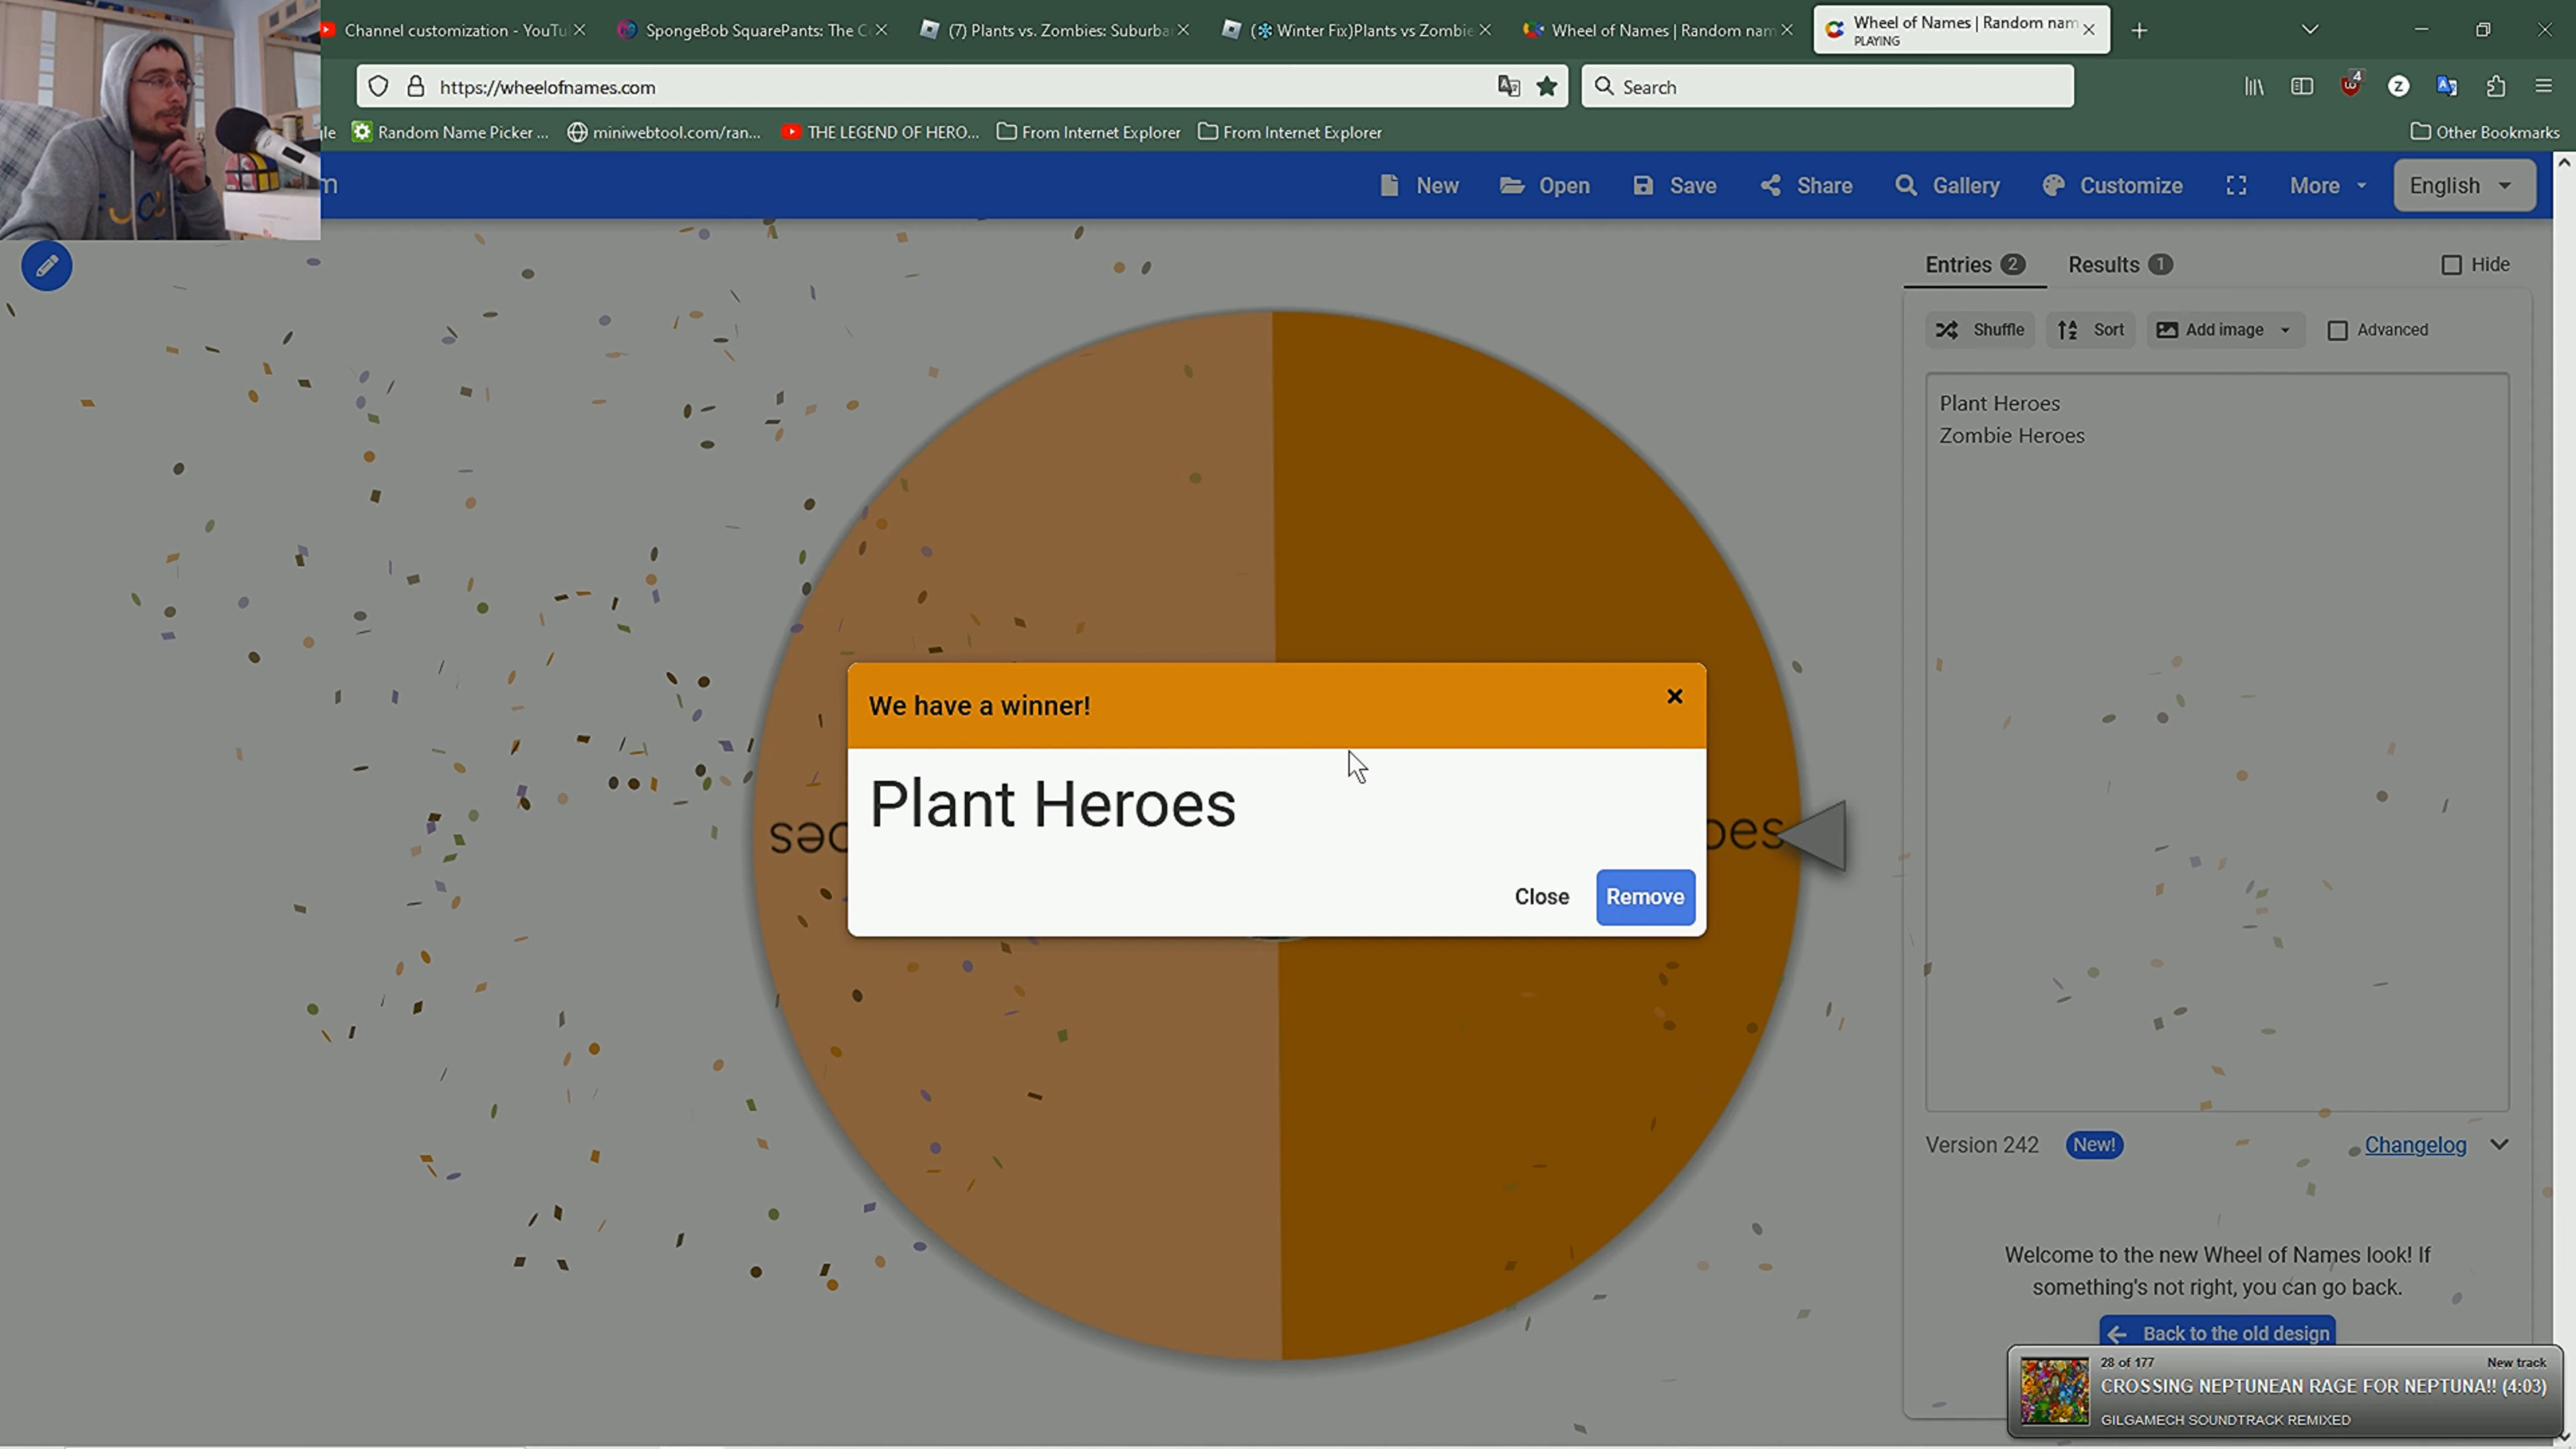 Channel customization - YouTu
SpongeBob SquarePants: The C
(7) Plants vs. Zombies: Suburba
(❄ Winter Fix)Plants vs Zombie
Wheel of Names | Random nam
Wheel of Names | Random nam
PLAYING
https://wheelofnames.com
Search
4
Z
le
Random Name Picker ...
miniwebtool.com/ran...
THE LEGEND OF HERO...
From Internet Explorer
From Internet Explorer
Other Bookmarks
m
New
Open
Save
Share
Gallery
Customize
More
English
Entries 2
Results 1
Hide
Shuffle
Sort
Add image
Advanced
Plant Heroes
Zombie Heroes
We have a winner!
Plant Heroes
oes
oes
Close
Remove
Version 242
New!
Changelog
Welcome to the new Wheel of Names look! If
something's not right, you can go back.
Back to the old design
28 of 177
New track
CROSSING NEPTUNEAN RAGE FOR NEPTUNA!! (4:03)
GILGAMECH SOUNDTRACK REMIXED